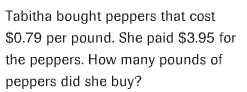 Tabitha bought peppers that cost
$0.79 per pound. She paid $3.95 for
the peppers. How many pounds of
peppers did she buy?